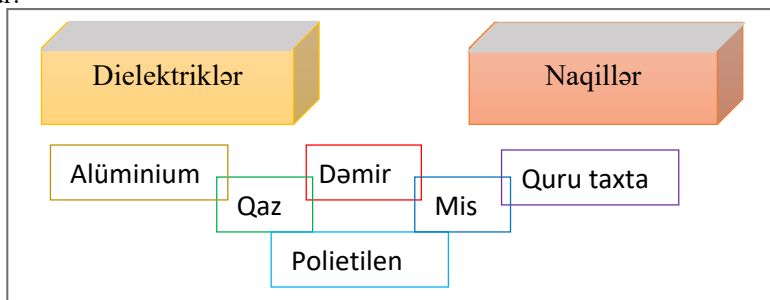 Dielektriklər
Naqillər
Alüminium
Dəmir
Quru taxta
Qaz
Mis
Polietilen